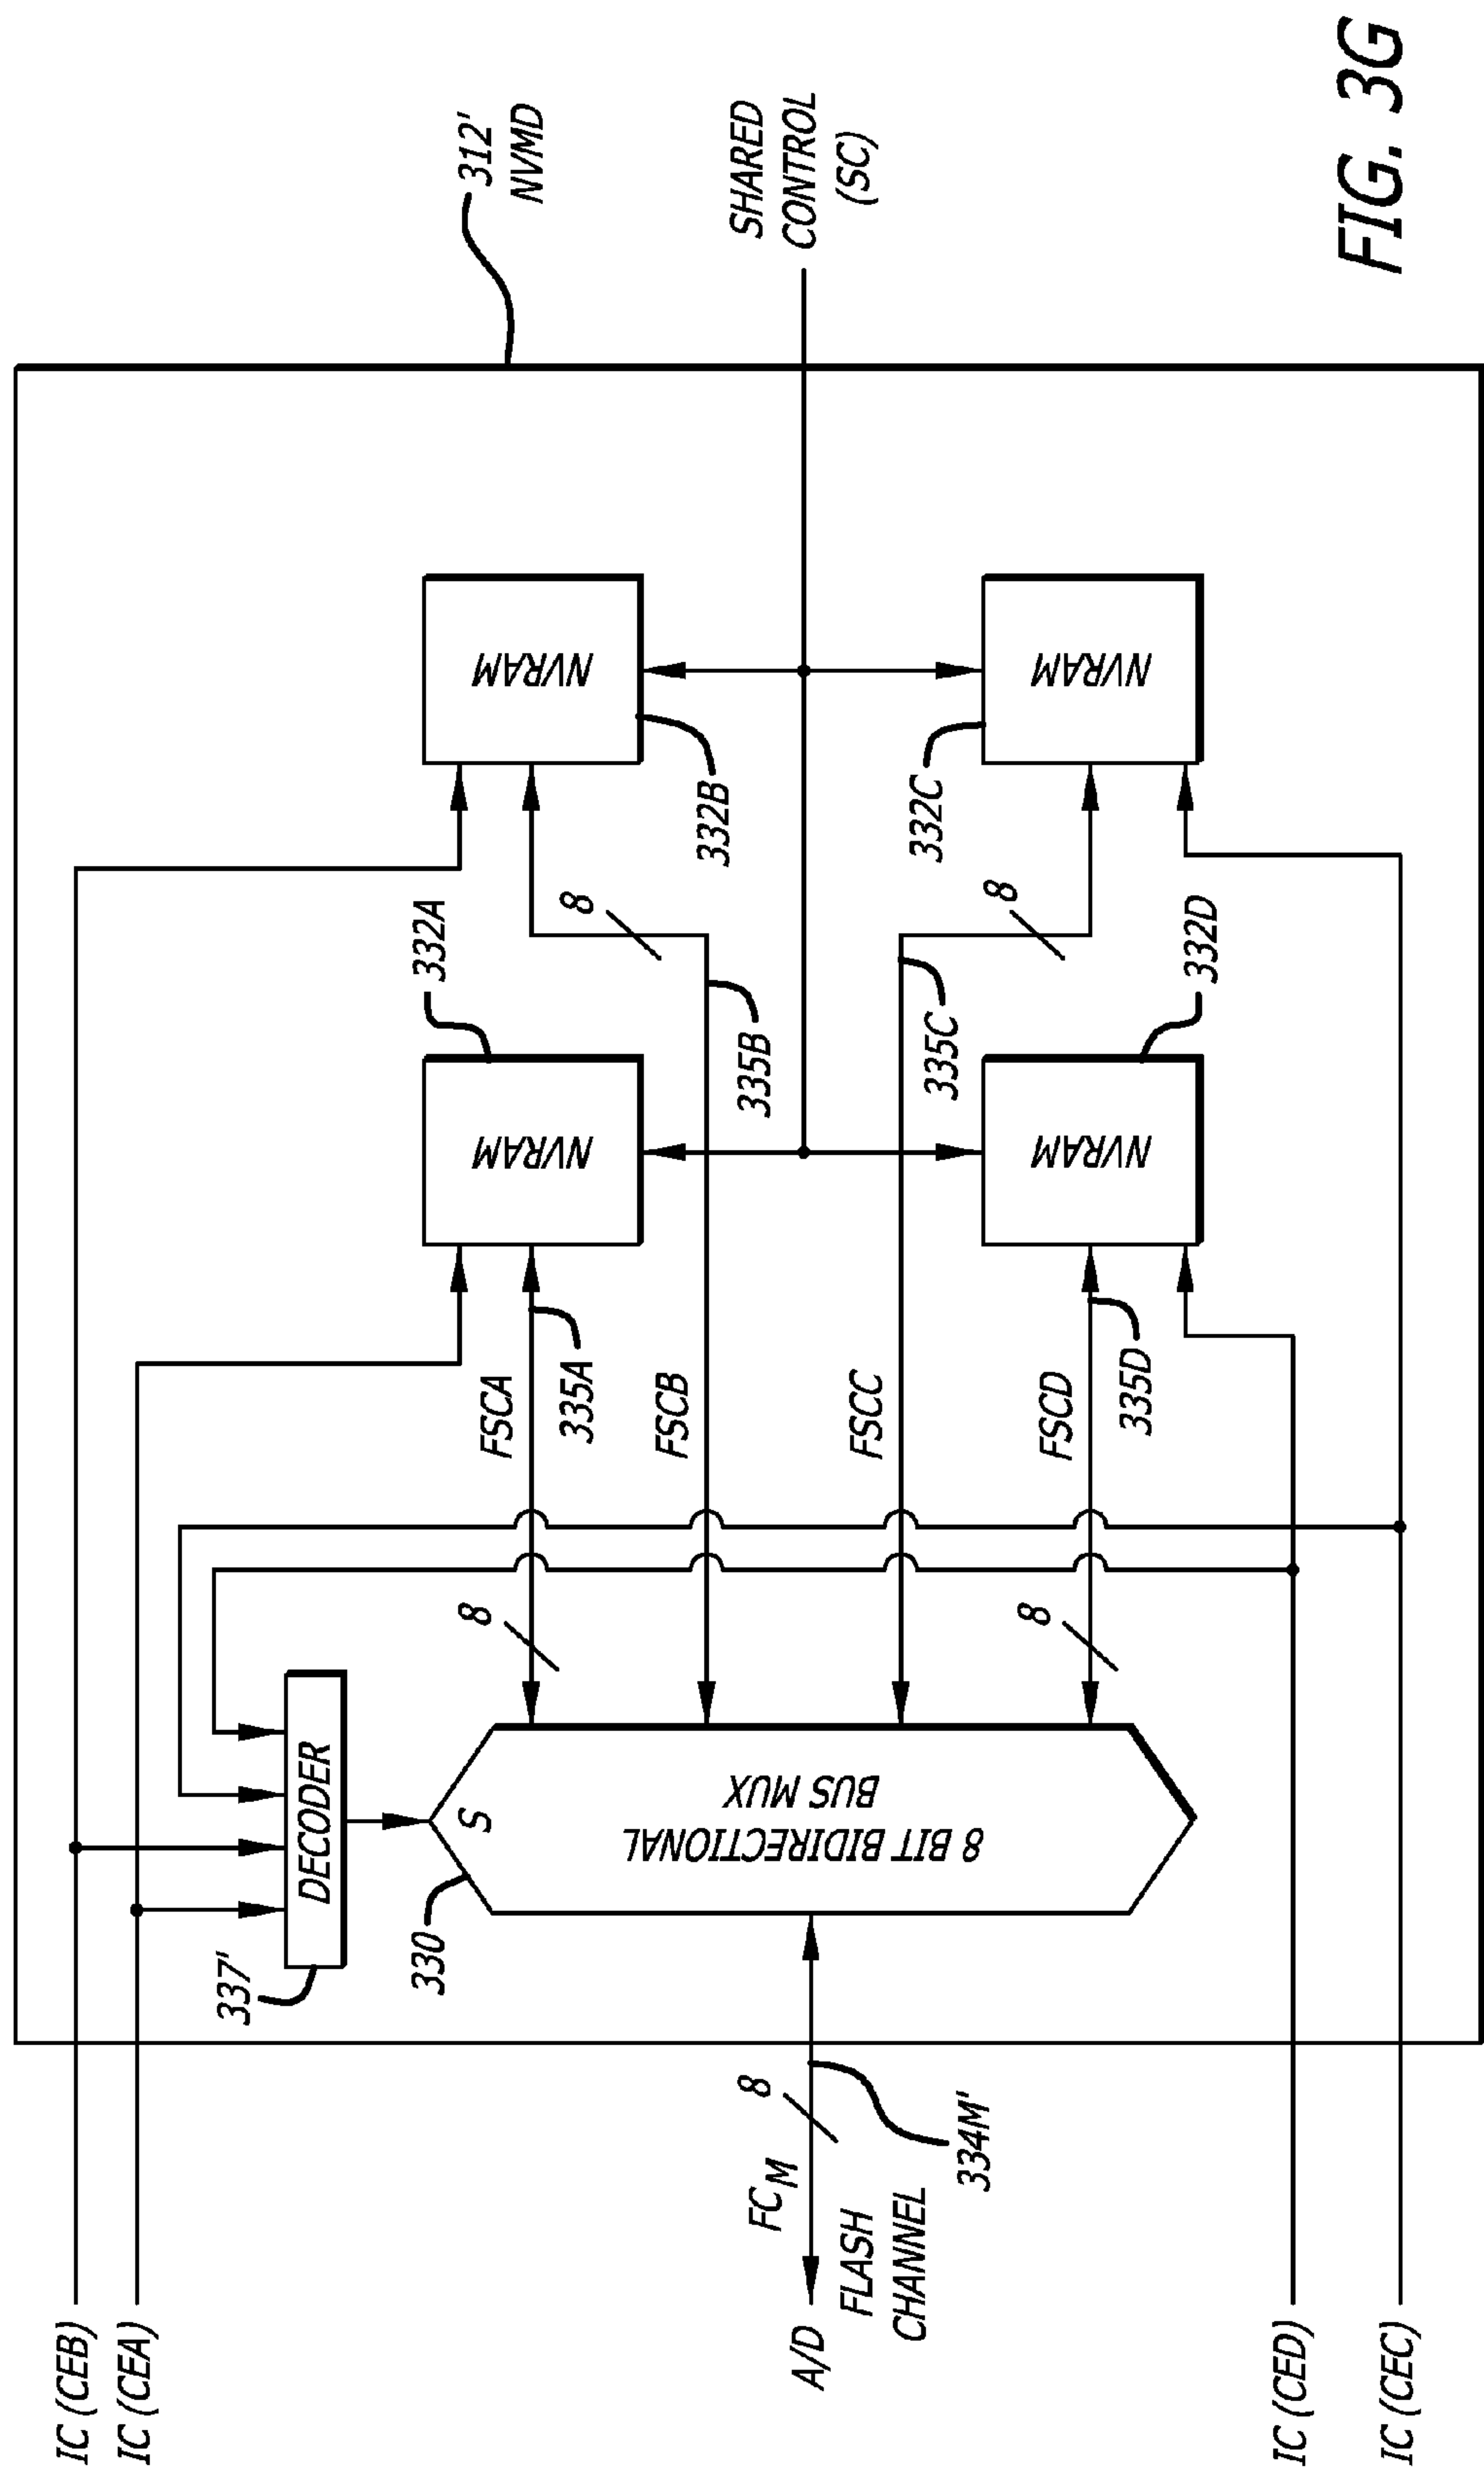 IC (CEB)
IC (CEA)
312'
NVMD
337'
DECODER
S
330
8 BIT BIDIRECTIONAL
BUS MUX
8
FSCA
335A
332A
NVRAM
NVRAM
332B
FSCB
335B
8
FC_M
8
A/D
FLASH
CHANNEL
334M'
SHARED
CONTROL
(SC)
FSCC
335C
8
332C
NVRAM
8
FSCD
335D
332D
NVRAM
IC (CED)
IC (CEC)
FIG. 3G